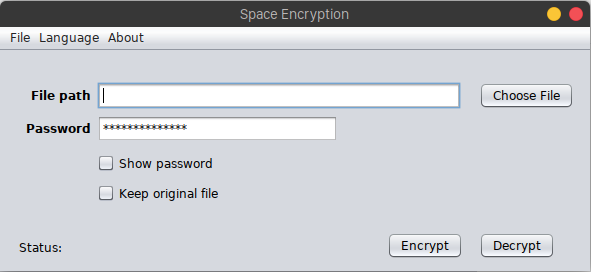 Space Encryption
File Language About
File path Choose File
Password **************
Show password
Keep original file
Status: Encrypt Decrypt